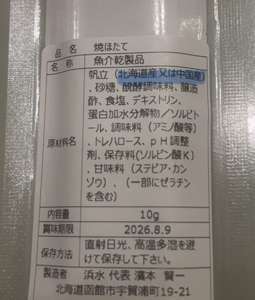 品名 焼ほたて
名称 魚介乾製品
原材料名 帆立(北海道産又は中国産)
、砂糖、醗酵調味料、醸造
酢、食塩、デキストリン、
蛋白加水分解物/ソルビト
ール、調味料(アミノ酸等)
、トレハロース、pH調整
剤、保存料(ソルビン酸K)、
甘味料(ステビア・カン
ゾウ)、(一部にゼラチン
を含む)
内容量 10g
賞味期限 2026.8.9
保存方法 直射日光、高温多湿を避
けて保存して下さい。
製造者 浜水 代表 濱本 賢一
北海道函館市宇賀浦町19-21